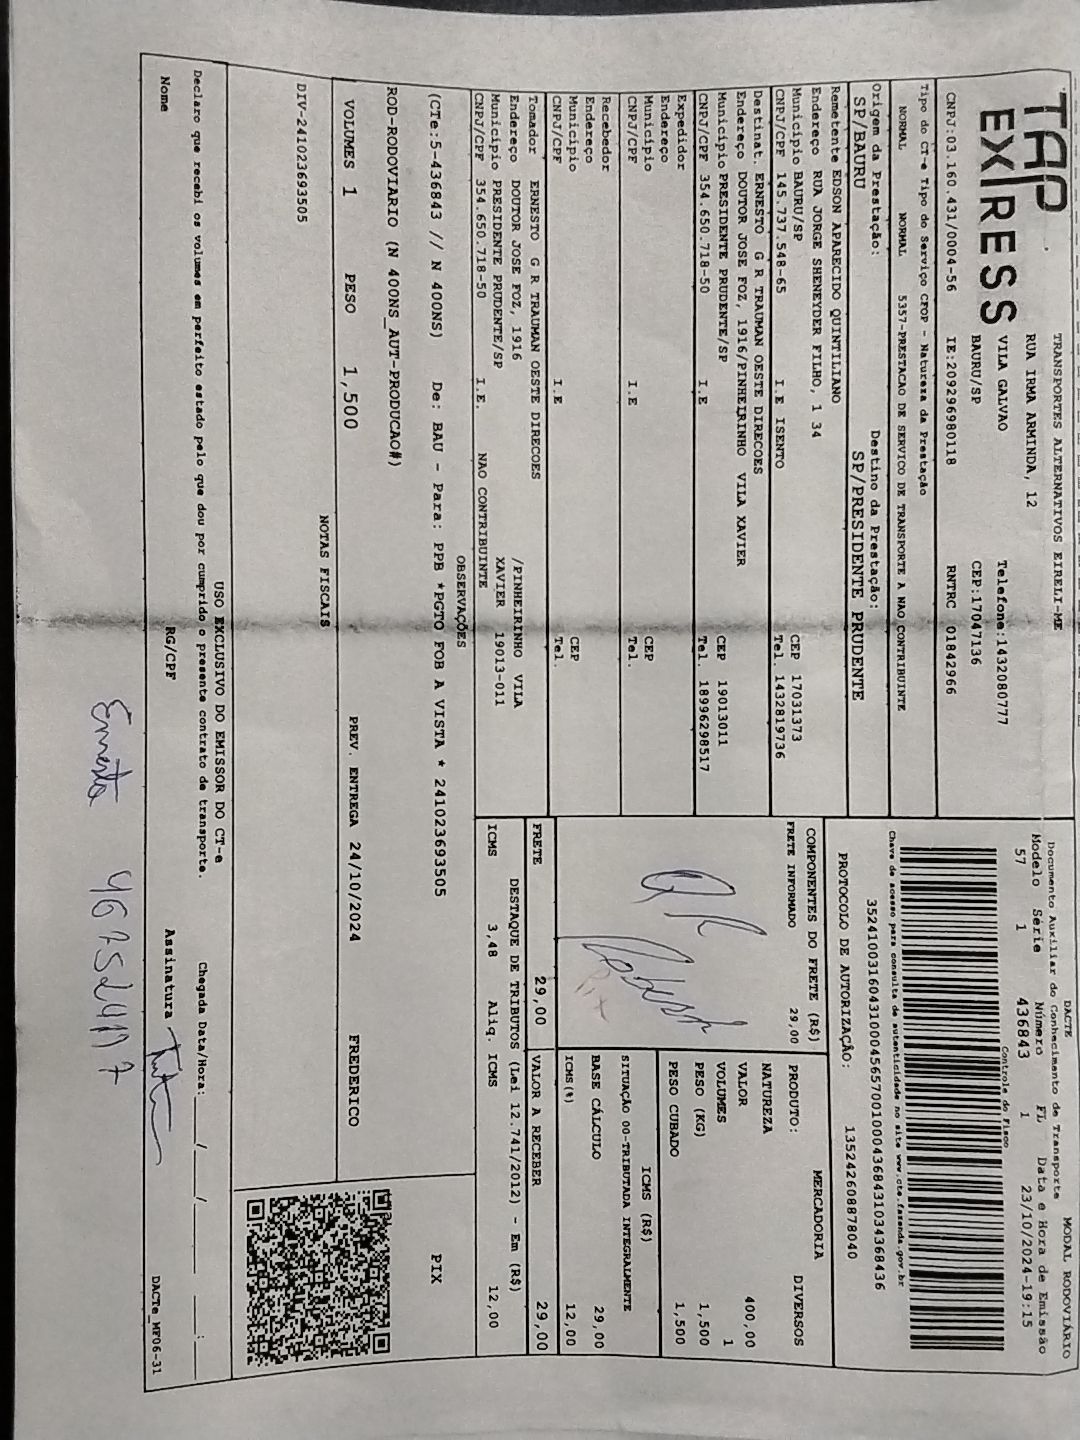 TAP
EXPRESS
TRANSPORTES ALTERNATIVOS EIRELI-ME
RUA IRMA ARMINDA, 12
VILA GALVAO Telefone:1432080777
BAURU/SP CEP:17047136
CNPJ:03.160.431/0004-56 IE:209296980118 RNTRC 01842966
Tipo do CT-e Tipo do Serviço CFOP - Natureza da Prestação
NORMAL NORMAL 5357-PRESTACAO DE SERVICO DE TRANSPORTE A NAO CONTRIBUINTE
Origem da Prestação: Destino da Prestação:
SP/BAURU SP/PRESIDENTE PRUDENTE
DACTE MODAL RODOVIÁRIO
Documento Auxiliar do Conhecimento de Transporte
Modelo Série Número FL Data e Hora de Emissão
57 1 436843 1 23/10/2024-19:15
Controle do Fisco
Chave de acesso para consulta de autenticidade no site www.cte.fazenda.gov.br
35241003160431000456570010004368431034368436
PROTOCOLO DE AUTORIZAÇÃO: 135242608878040
Remetente EDSON APARECIDO QUINTILIANO
Endereço RUA JORGE SHENEYDER FILHO, 1 34
Município BAURU/SP CEP 17031373
CNPJ/CPF 145.737.548-65 I.E ISENTO Tel. 1432819736
Destinat. ERNESTO G R TRAUMAN OESTE DIRECOES
Endereço DOUTOR JOSE FOZ, 1916/PINHEIRINHO VILA XAVIER
Município PRESIDENTE PRUDENTE/SP CEP 19013011
CNPJ/CPF 354.650.718-50 I.E Tel. 18996298517
Expedidor
Endereço
Município CEP
CNPJ/CPF I.E Tel.
Recebedor
Endereço
Município CEP
CNPJ/CPF I.E Tel.
Tomador ERNESTO G R TRAUMAN OESTE DIRECOES
Endereço DOUTOR JOSE FOZ, 1916 /PINHEIRINHO VILA
Município PRESIDENTE PRUDENTE/SP XAVIER 19013-011
CNPJ/CPF 354.650.718-50 I.E. NAO CONTRIBUINTE
COMPONENTES DO FRETE (R$)
FRETE INFORMADO 29,00
FRETE 29,00
MERCADORIA
PRODUTO: DIVERSOS
NATUREZA
VALOR 400,00
VOLUMES 1
PESO (KG) 1,500
PESO CUBADO 1,500
ICMS (R$)
SITUAÇÃO 00-TRIBUTADA INTEGRALMENTE
BASE CÁLCULO 29,00
ICMS(%) 12,00
VALOR A RECEBER 29,00
DESTAQUE DE TRIBUTOS (Lei 12.741/2012) - Em (R$)
ICMS 3,48 Aliq. ICMS 12,00
OBSERVAÇÕES
(CTe:5-436843 // N 400NS) De: BAU - Para: PPB *PGTO FOB A VISTA * 241023693505
ROD-RODOVIARIO (N 400NS_AUT-PRODUCAO#)
PIX
VOLUMES 1 PESO 1,500 PREV. ENTREGA 24/10/2024 FREDERICO
NOTAS FISCAIS
DIV-241023693505
USO EXCLUSIVO DO EMISSOR DO CT-e
Declaro que recebi os volumes em perfeito estado pelo que dou por cumprido o presente contrato de transporte. Chegada Data/Hora:____/____/______ ___:___
Nome RG/CPF Assinatura
DACTe_MF06-31
Ernesto